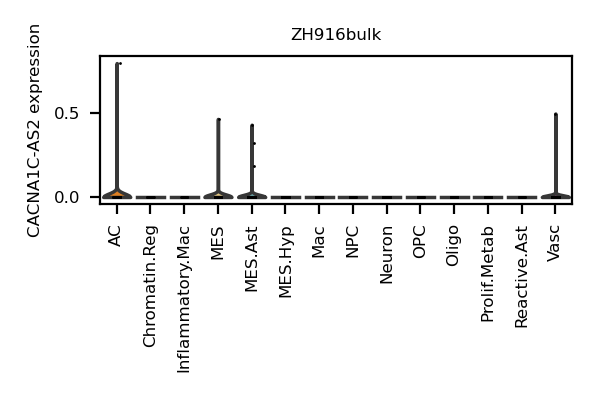 ZH916bulk
CACNA1C-AS2 expression
0.5
0.0
AC
Chromatin.Reg
Inflammatory.Mac
MES
MES.Ast
MES.Hyp
Mac
NPC
Neuron
OPC
Oligo
Prolif.Metab
Reactive.Ast
Vasc